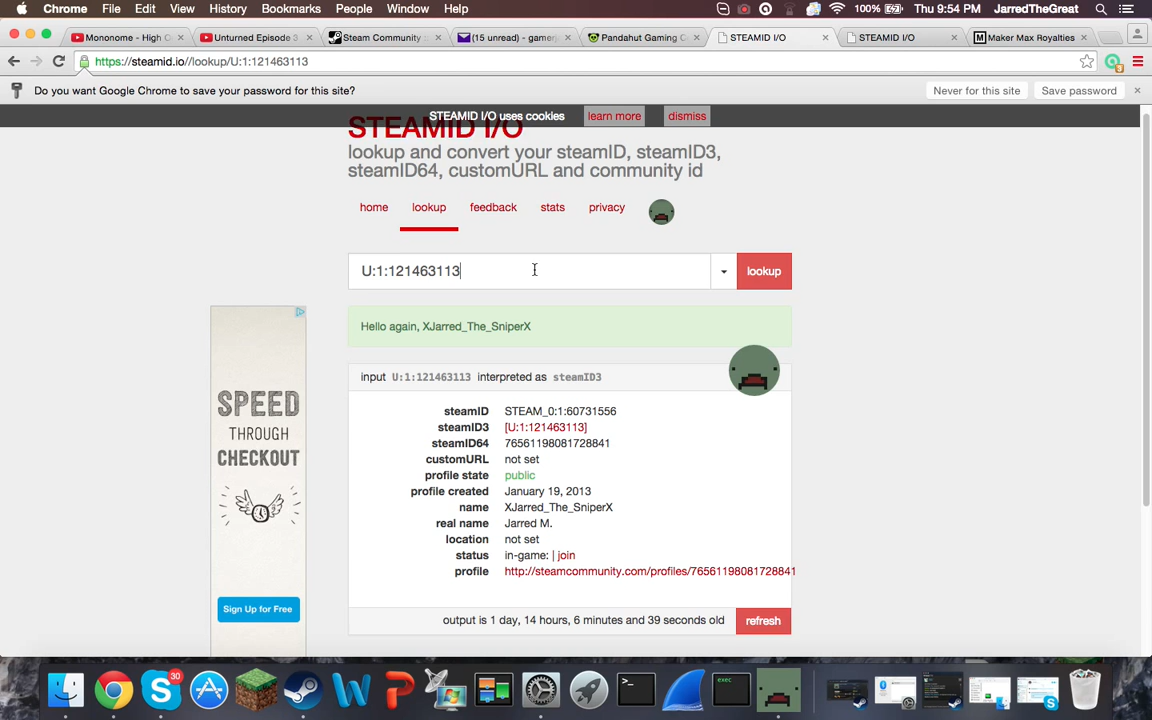 Chrome File Edit View History Bookmarks People Window Help 100% Thu 9:54 PM JarredTheGreat
Mononome - High C Unturned Episode 3 Steam Community :: (15 unread) - gamer Pandahut Gaming C STEAMID I/O STEAMID I/O Maker Max Royalties
https://steamid.io//lookup/U:1:121463113
Do you want Google Chrome to save your password for this site? Never for this site Save password
STEAMID I/O uses cookies learn more dismiss
STEAMID I/O
lookup and convert your steamID, steamID3,
steamID64, customURL and community id
home lookup feedback stats privacy
U:1:121463113 lookup
Hello again, XJarred_The_SniperX
input U:1:121463113 interpreted as steamID3
steamID STEAM_0:1:60731556
steamID3 [U:1:121463113]
steamID64 76561198081728841
customURL not set
profile state public
profile created January 19, 2013
name XJarred_The_SniperX
real name Jarred M.
location not set
status in-game: | join
profile http://steamcommunity.com/profiles/76561198081728841
output is 1 day, 14 hours, 6 minutes and 39 seconds old refresh
SPEED
THROUGH
CHECKOUT
Sign Up for Free
30
exec